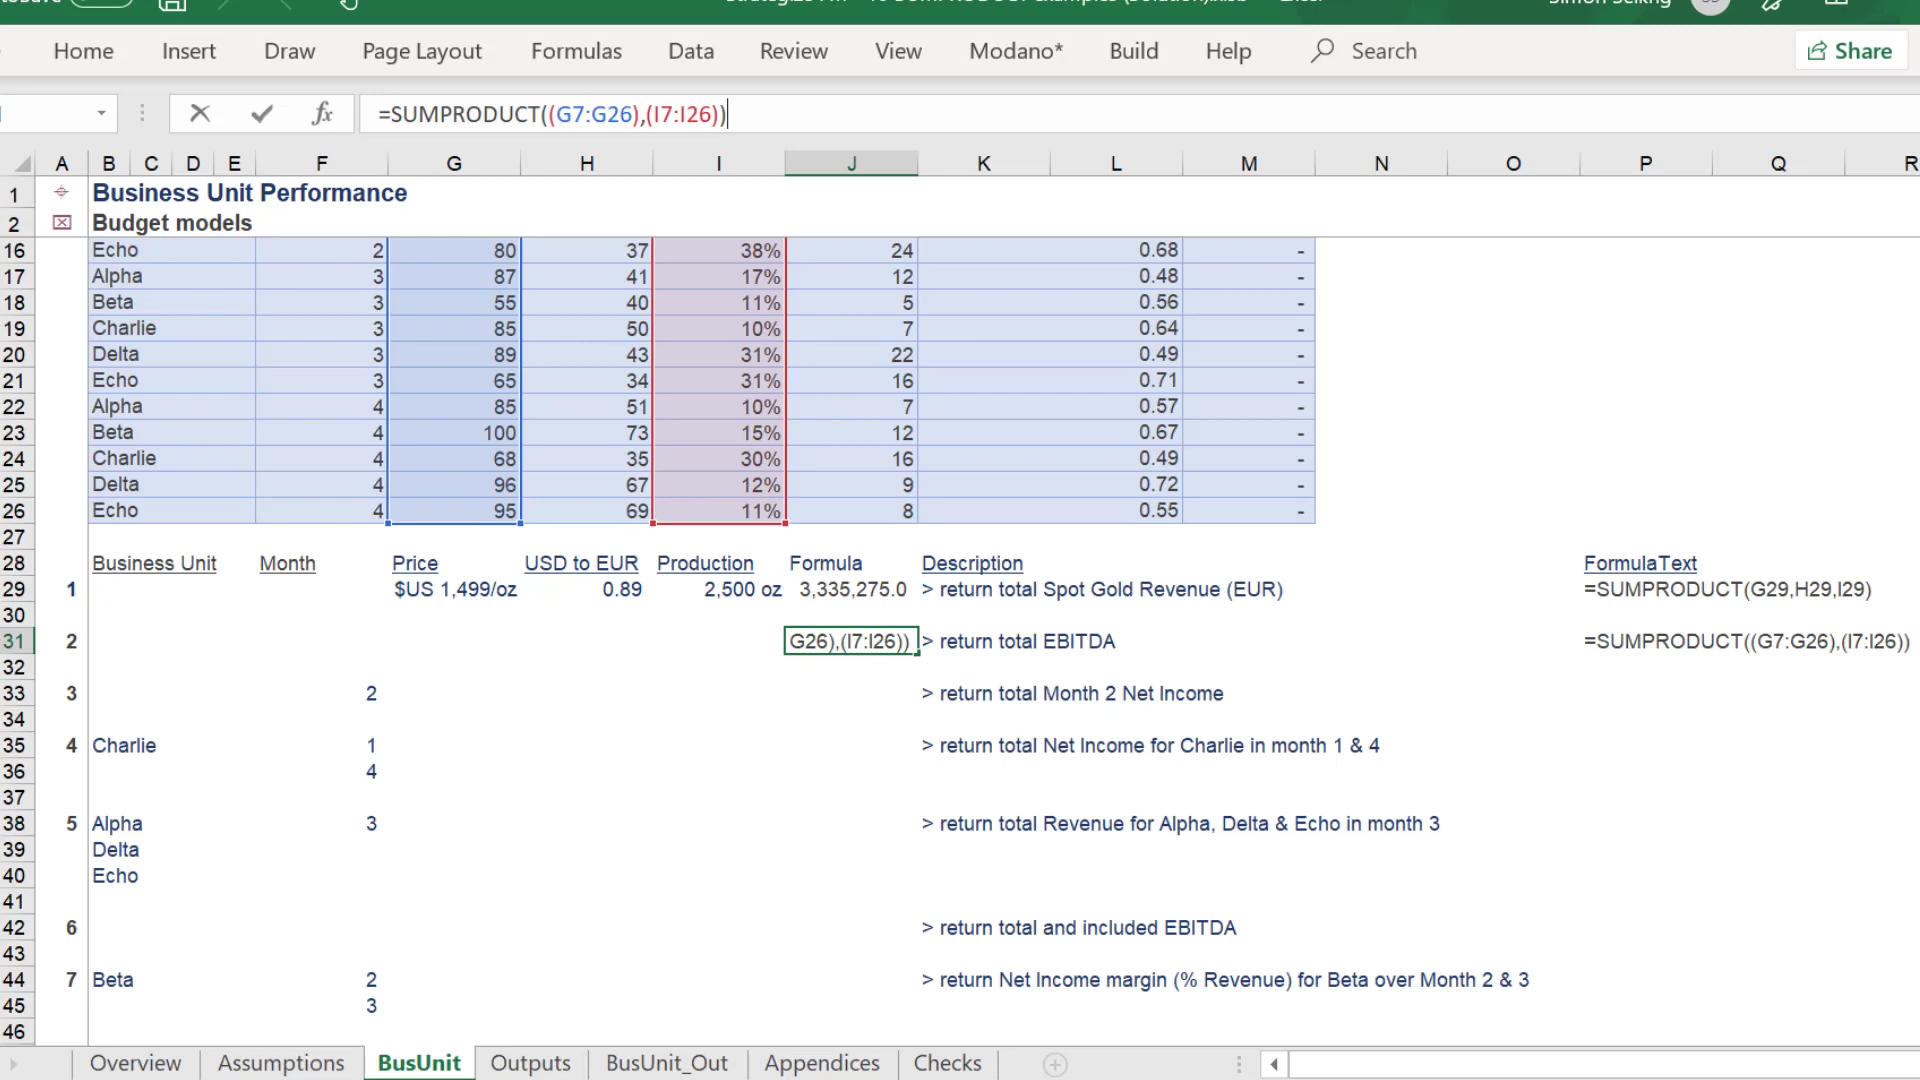 Home Insert Draw Page Layout Formulas Data Review View Modano* Build Help Search Share
fx =SUMPRODUCT((G7:G26),(I7:I26))
A B C D E F G H I J K L M N O P Q R
1 Business Unit Performance
2 Budget models
16 Echo 2 80 37 38% 24 0.68 -
17 Alpha 3 87 41 17% 12 0.48 -
18 Beta 3 55 40 11% 5 0.56 -
19 Charlie 3 85 50 10% 7 0.64 -
20 Delta 3 89 43 31% 22 0.49 -
21 Echo 3 65 34 31% 16 0.71 -
22 Alpha 4 85 51 10% 7 0.57 -
23 Beta 4 100 73 15% 12 0.67 -
24 Charlie 4 68 35 30% 16 0.49 -
25 Delta 4 96 67 12% 9 0.72 -
26 Echo 4 95 69 11% 8 0.55 -
27
28 Business Unit Month Price USD to EUR Production Formula Description FormulaText
29 1 $US 1,499/oz 0.89 2,500 oz 3,335,275.0 > return total Spot Gold Revenue (EUR) =SUMPRODUCT(G29,H29,I29)
30
31 2 G26),(I7:I26)) > return total EBITDA =SUMPRODUCT((G7:G26),(I7:I26))
32
33 3 2 > return total Month 2 Net Income
34
35 4 Charlie 1 > return total Net Income for Charlie in month 1 & 4
36 4
37
38 5 Alpha 3 > return total Revenue for Alpha, Delta & Echo in month 3
39 Delta
40 Echo
41
42 6 > return total and included EBITDA
43
44 7 Beta 2 > return Net Income margin (% Revenue) for Beta over Month 2 & 3
45 3
46
Overview Assumptions BusUnit Outputs BusUnit_Out Appendices Checks